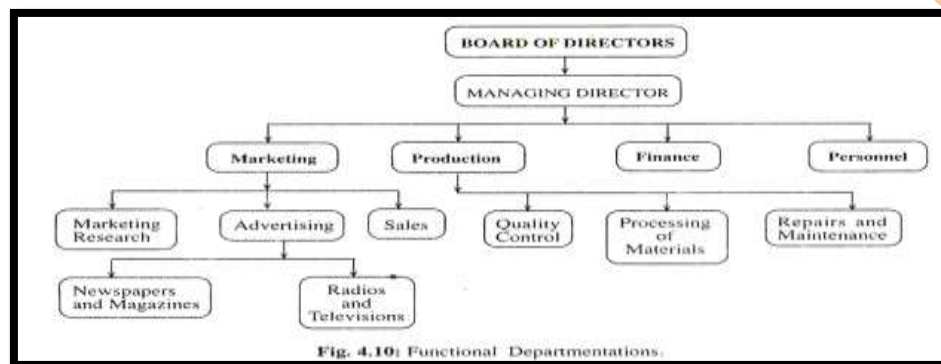 BOARD OF DIRECTORS
MANAGING DIRECTOR
Marketing
Production
Finance
Personnel
Marketing
Research
Advertising
Sales
Quality
Control
Processing
of
Materials
Repairs and
Maintenance
Newspapers
and Magazines
Radios
and
Televisions
Fig. 4.10: Functional Departmentations.